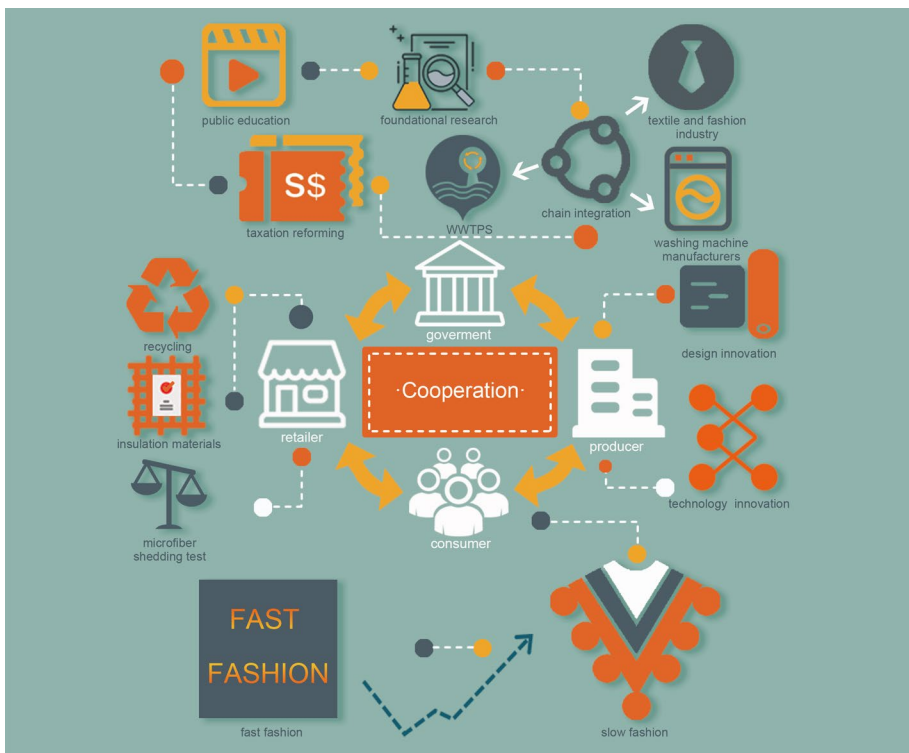 public education
foundational research
textile and fashion
industry
S$
taxation reforming
WWTPS
chain integration
washing machine
manufacturers
goverment
recycling
design innovation
·Cooperation·
insulation materials
retailer
producer
technology innovation
microfiber
shedding test
consumer
FAST
FASHION
fast fashion
slow fashion